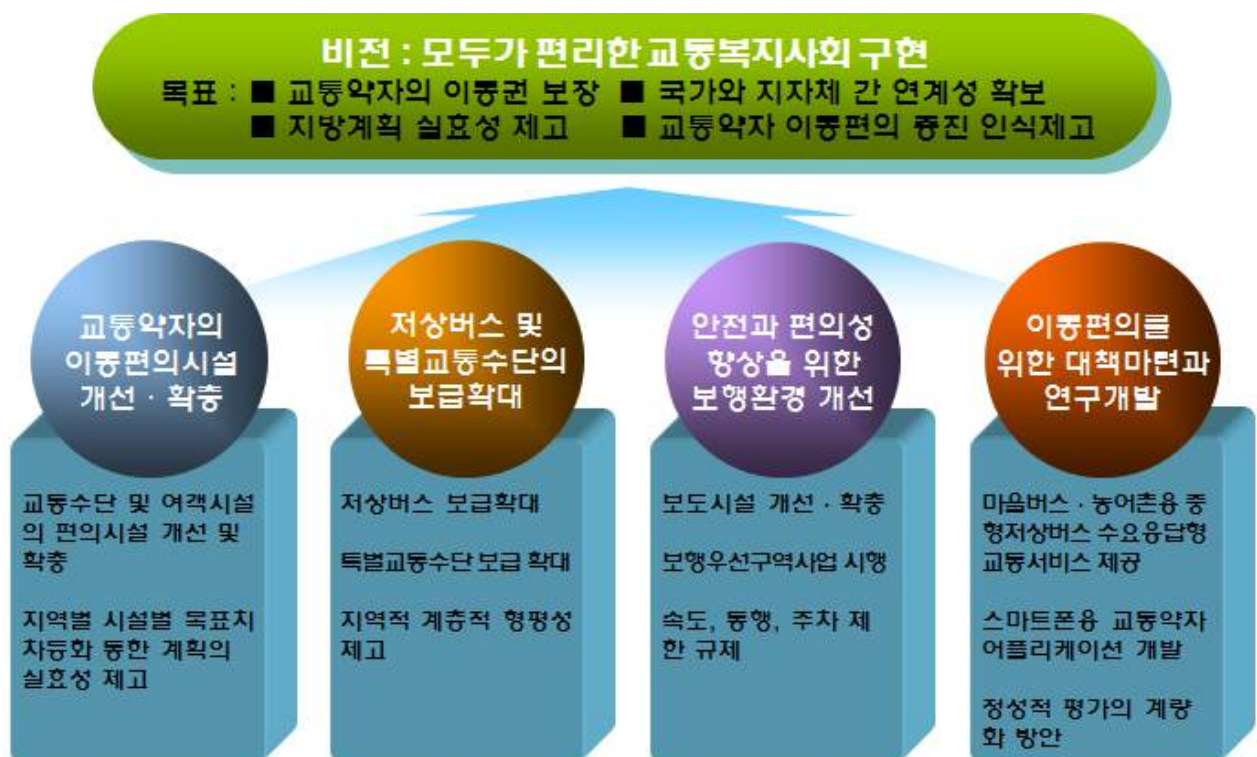 비전 : 모두가 편리한 교통복지사회 구현
목표 : ■ 교통약자의 이동권 보장 ■ 국가와 지자체 간 연계성 확보
■ 지방계획 실효성 제고 ■ 교통약자 이동편의 증진 인식제고
교통약자의
이동편의시설
개선 · 확충
저상버스 및
특별교통수단의
보급확대
안전과 편의성
향상을 위한
보행환경 개선
이동편의를
위한 대책마련과
연구개발
교통수단 및 여객시설
의 편의시설 개선 및
확충
지역별 시설별 목표치
차등화 통한 계획의
실효성 제고
저상버스 보급확대
특별교통수단 보급 확대
지역적 계층적 형평성
제고
보도시설 개선 · 확충
보행우선구역사업 시행
속도, 통행, 주차 제
한 규제
마을버스 · 농어촌용 중
형저상버스 수요응답형
교통서비스 제공
스마트폰용 교통약자
어플리케이션 개발
정성적 평가의 계량
화 방안